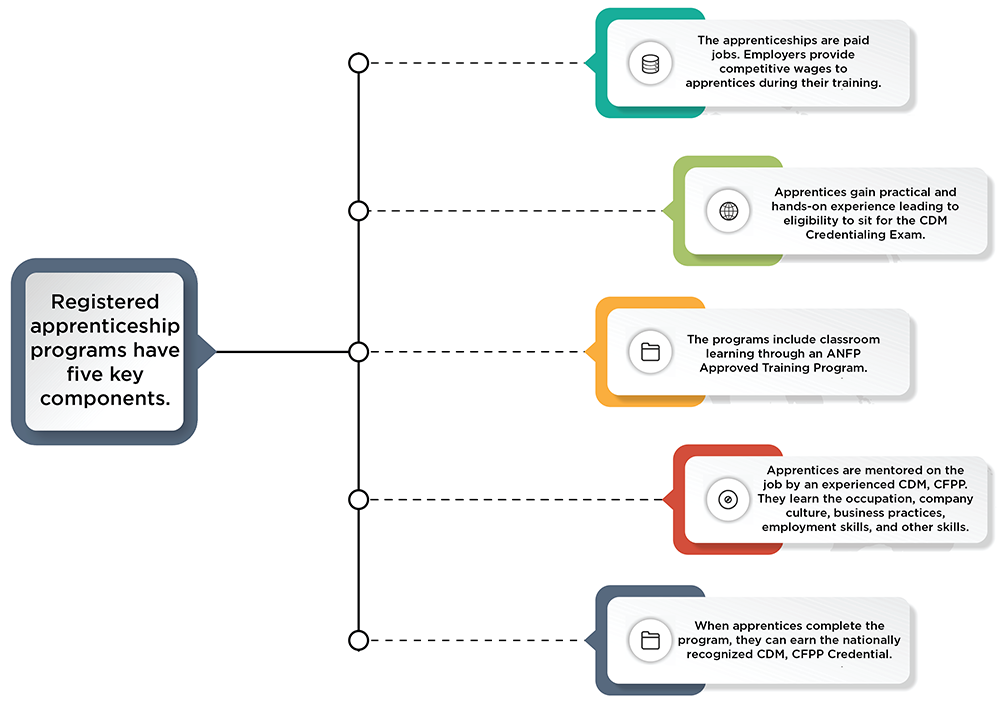 Registered
apprenticeship
programs have
five key
components.
The apprenticeships are paid
jobs. Employers provide
competitive wages to
apprentices during their training.
Apprentices gain practical and
hands-on experience leading to
eligibility to sit for the CDM
Credentialing Exam.
The programs include classroom
learning through an ANFP
Approved Training Program.
Apprentices are mentored on the
job by an experienced CDM, CFPP.
They learn the occupation, company
culture, business practices,
employment skills, and other skills.
When apprentices complete the
program, they can earn the nationally
recognized CDM, CFPP Credential.